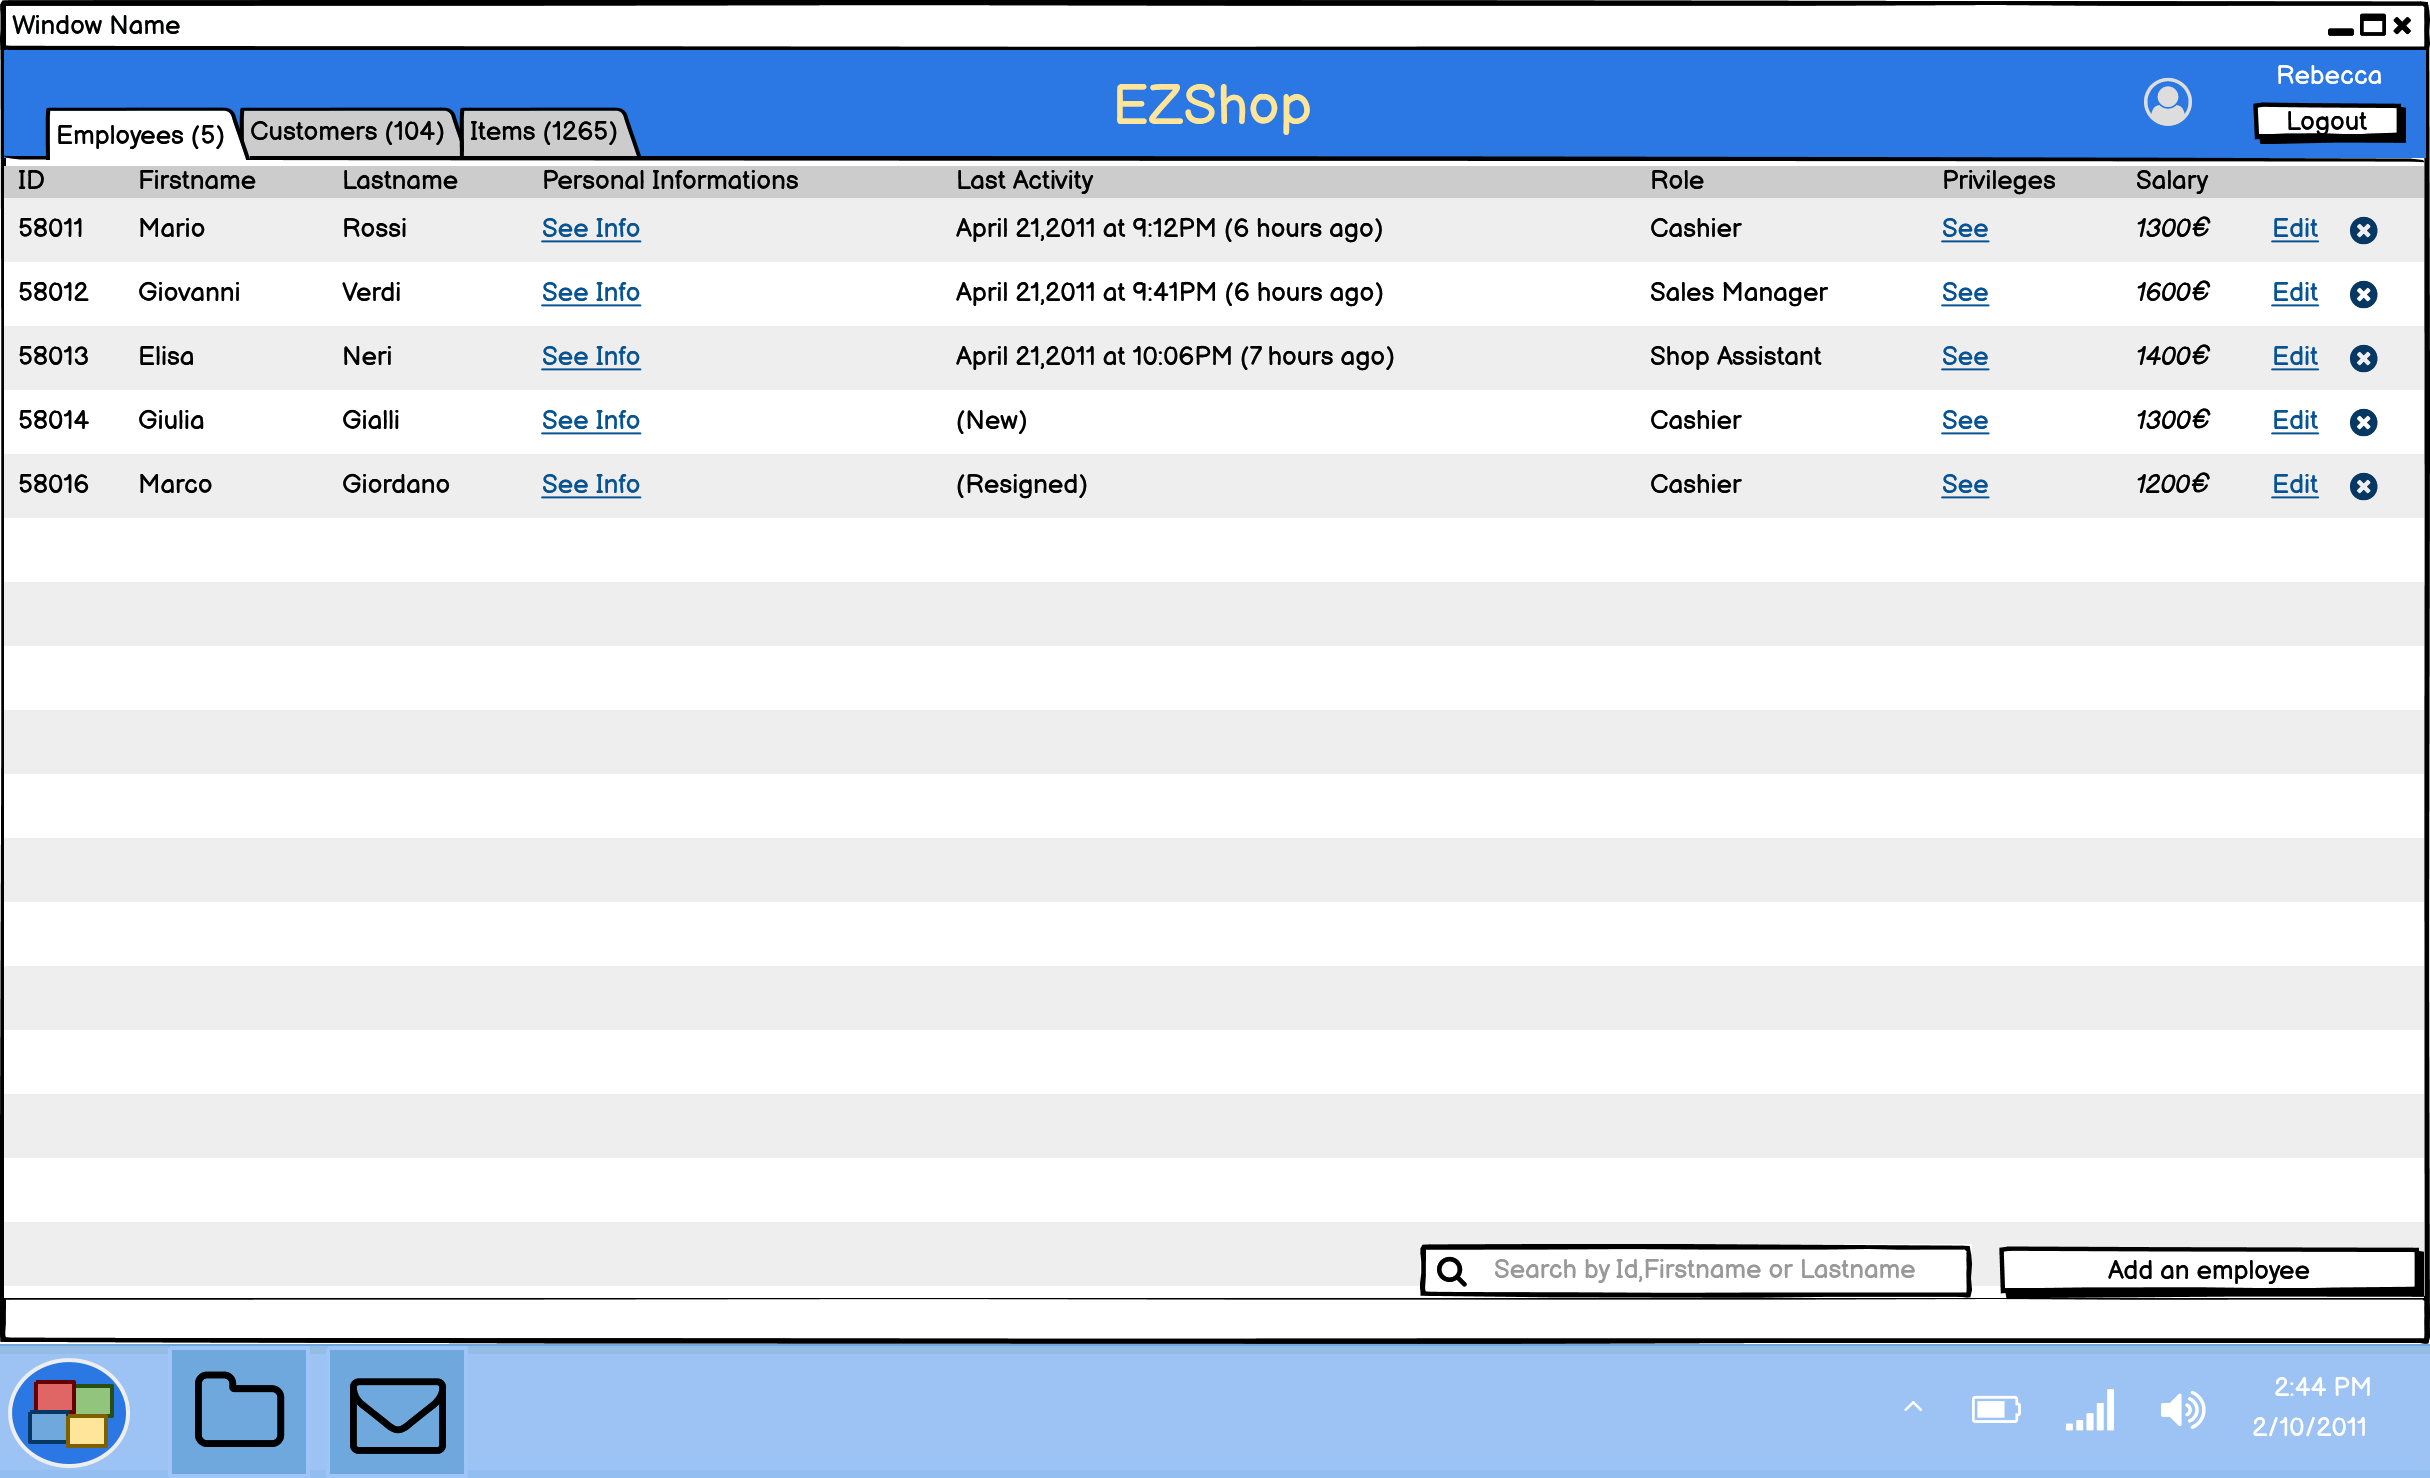 Window Name
EZShop
Rebecca
Logout
Employees (5) Customers (104) Items (1265)
ID Firstname Lastname Personal Informations Last Activity Role Privileges Salary
58011 Mario Rossi See Info April 21,2011 at 9:12PM (6 hours ago) Cashier See 1300€ Edit
58012 Giovanni Verdi See Info April 21,2011 at 9:41PM (6 hours ago) Sales Manager See 1600€ Edit
58013 Elisa Neri See Info April 21,2011 at 10:06PM (7 hours ago) Shop Assistant See 1400€ Edit
58014 Giulia Gialli See Info (New) Cashier See 1300€ Edit
58016 Marco Giordano See Info (Resigned) Cashier See 1200€ Edit
Search by Id,Firstname or Lastname
Add an employee
2:44 PM
2/10/2011